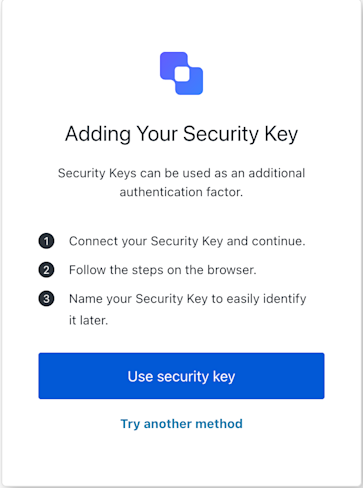 Adding Your Security Key
Security Keys can be used as an additional
authentication factor.
1 Connect your Security Key and continue.
2 Follow the steps on the browser.
3 Name your Security Key to easily identify
it later.
Use security key
Try another method